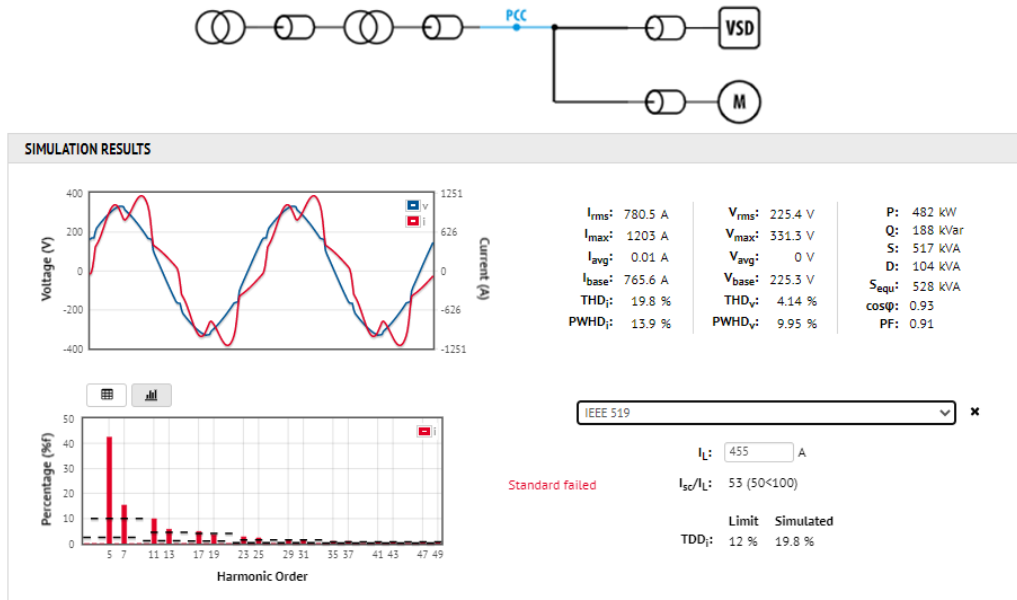 PCC
VSD
M
SIMULATION RESULTS
400
200
0
-200
-400
Voltage (V)
1251
626
0
-626
-1251
Current (A)
v
i
Irms: 780.5 A
Imax: 1203 A
Iavg: 0.01 A
Ibase: 765.6 A
THDi: 19.8 %
PWHDi: 13.9 %
Vrms: 225.4 V
Vmax: 331.3 V
Vavg: 0 V
Vbase: 225.3 V
THDv: 4.14 %
PWHDv: 9.95 %
P: 482 kW
Q: 188 kVar
S: 517 kVA
D: 104 kVA
Sequ: 528 kVA
cosφ: 0.93
PF: 0.91
50
40
30
20
10
0
Percentage (%f)
i
5 7 11 13 17 19 23 25 29 31 35 37 41 43 47 49
Harmonic Order
IEEE 519
IL: 455 A
Standard failed
Isc/IL: 53 (50<100)
Limit Simulated
TDDi: 12 % 19.8 %